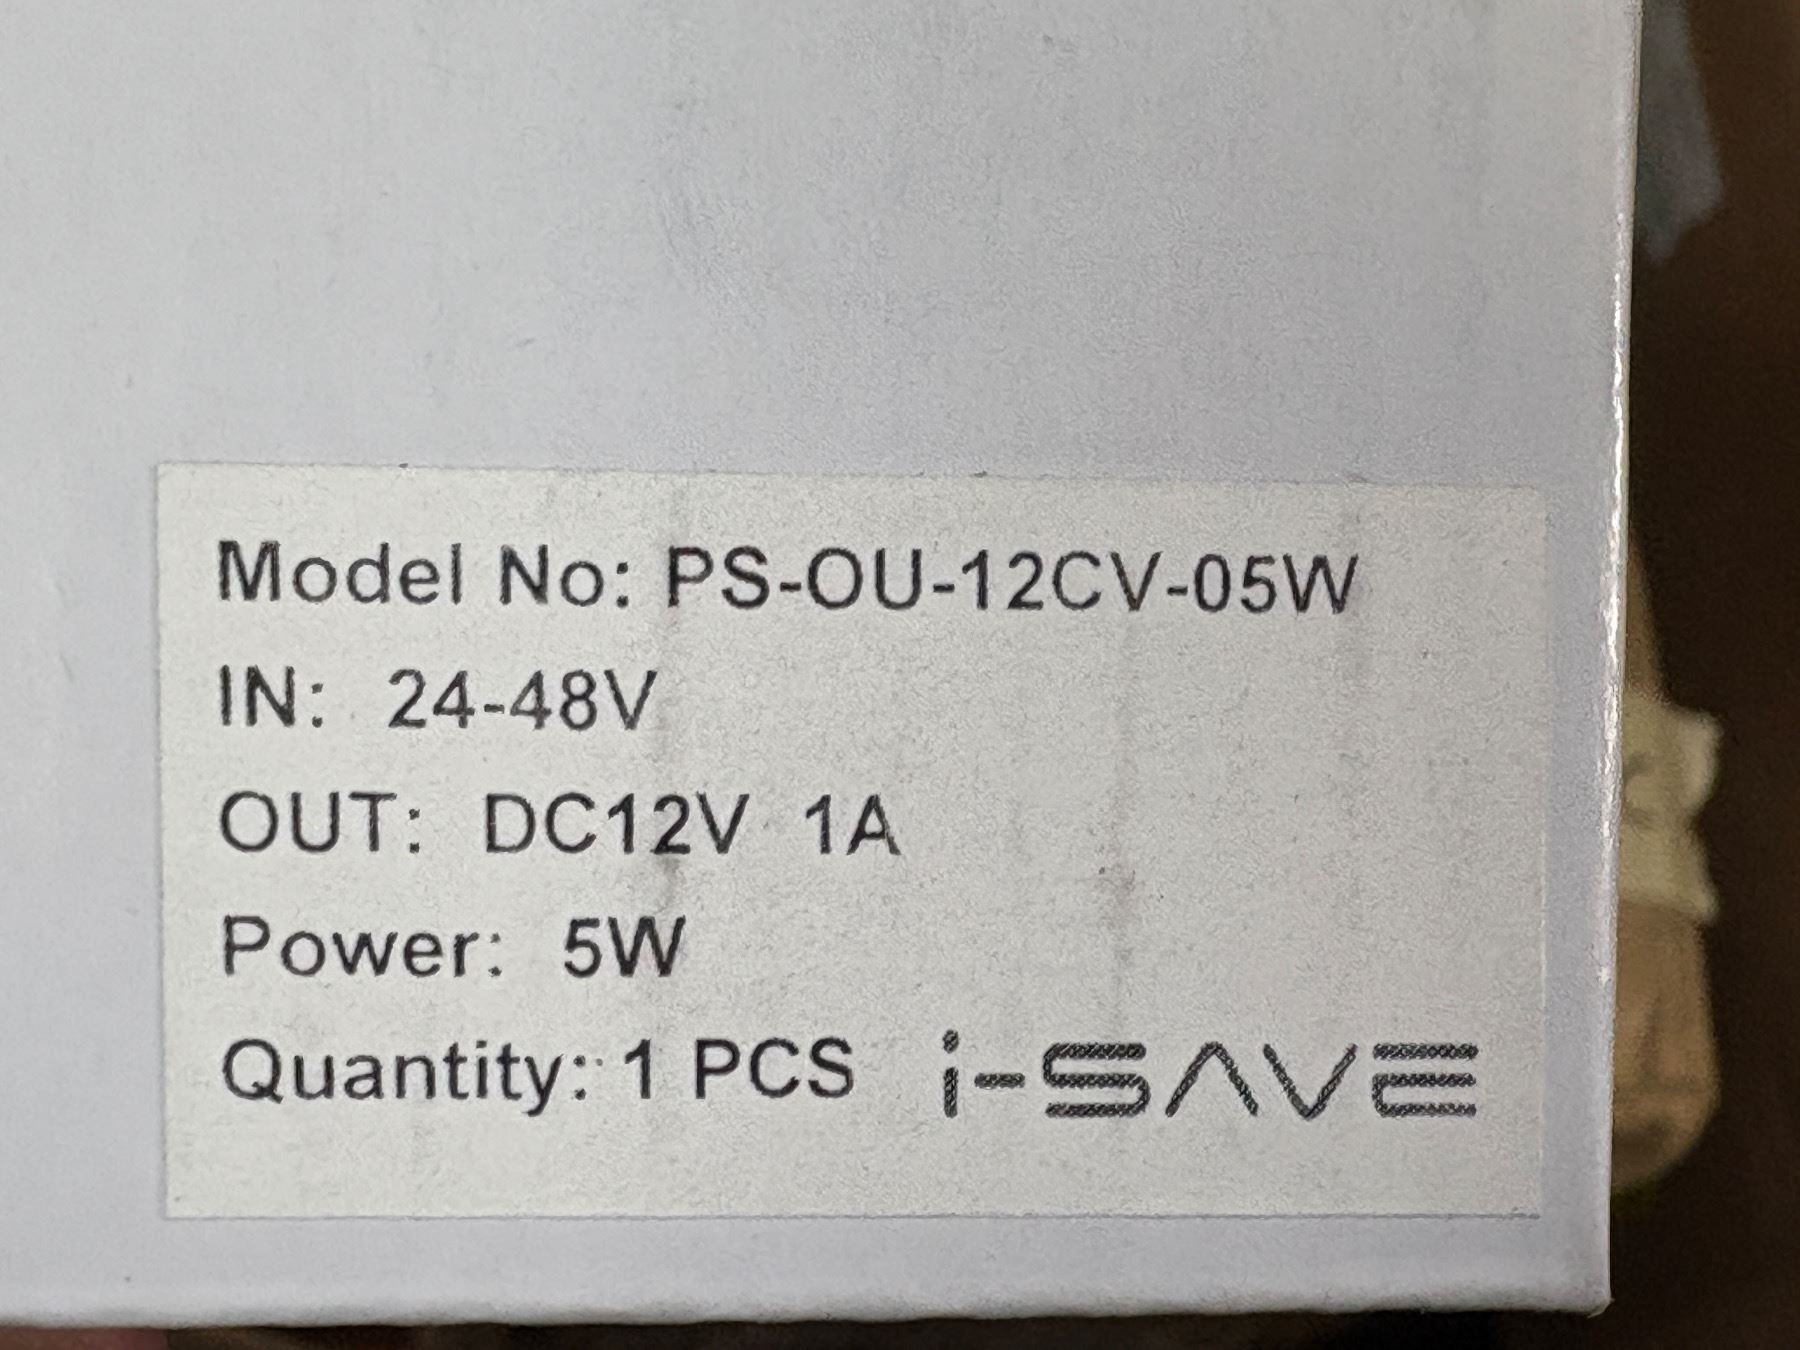 Model No: PS-OU-12CV-05W
IN: 24-48V
OUT: DC12V 1A
Power: 5W
Quantity: 1 PCS i-SAVE